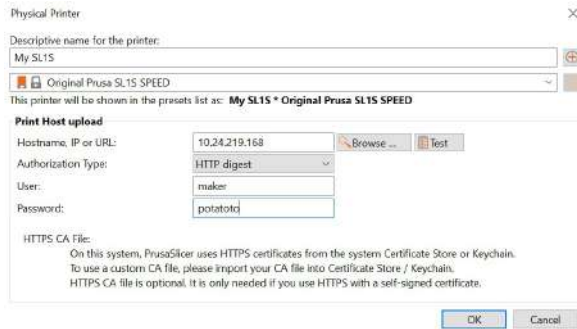 Physical Printer
Descriptive name for the printer:
My SL1S
Original Prusa SL1S SPEED
This printer will be shown in the presets list as: My SL1S * Original Prusa SL1S SPEED
Print Host upload
Hostname, IP or URL: 10.24.219.168 Browse ... Test
Authorization Type: HTTP digest
User: maker
Password: potatoto
HTTPS CA File:
On this system, PrusaSlicer uses HTTPS certificates from the system Certificate Store or Keychain.
To use a custom CA file, please import your CA file into Certificate Store / Keychain.
HTTPS CA file is optional. It is only needed if you use HTTPS with a self-signed certificate.
OK Cancel